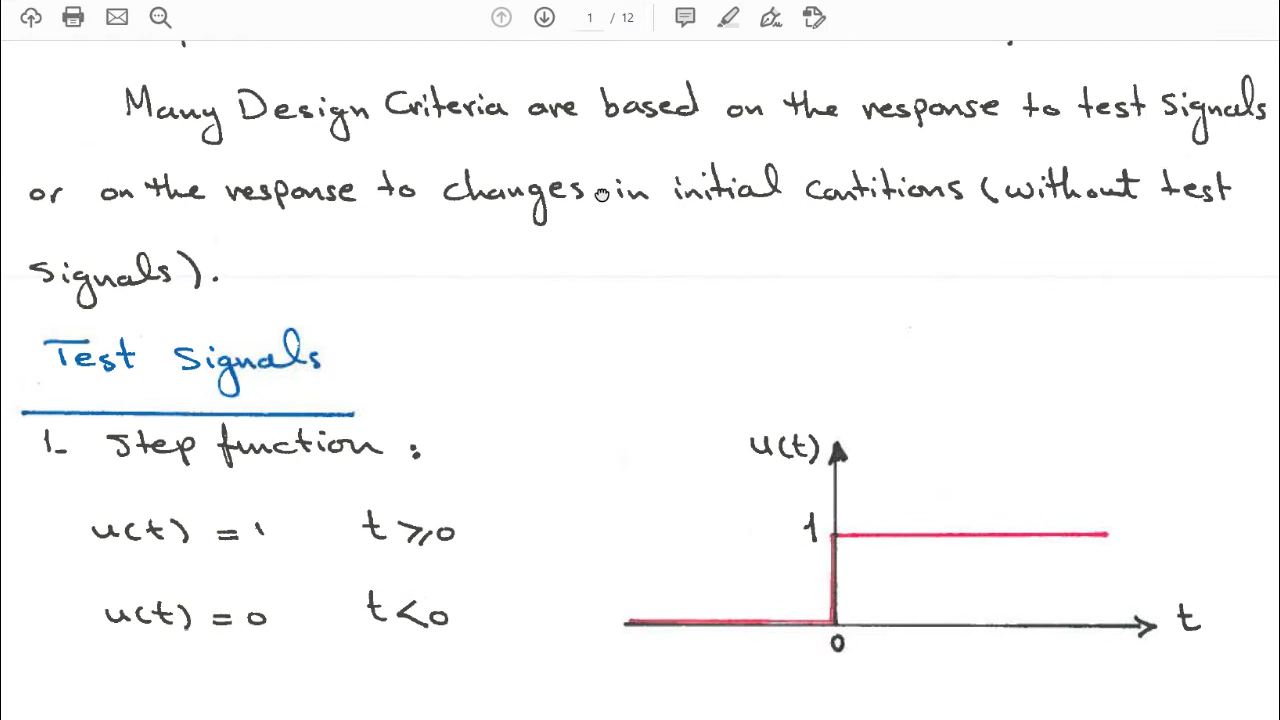 1 / 12
Many Design Criteria are based on the response to test signals
or on the response to changes in initial contitions (without test
signals).
Test Signals
1- Step function :
u(t) = 1 t ≥ 0
u(t) = 0 t < 0
u(t)
1
0
t